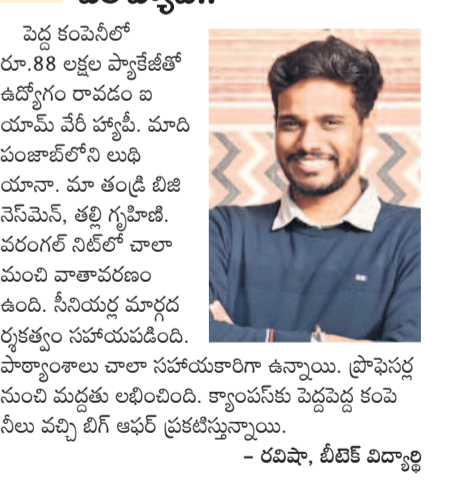 పెద్ద కంపెనీలో
రూ.88 లక్షల ప్యాకేజీతో
ఉద్యోగం రావడం ఐ
యామ్ వేరీ హ్యాపీ. మాది
పంజాబ్‌లోని లుథి
యానా. మా తండ్రి బిజి
నెస్‌మెన్, తల్లి గృహిణి.
వరంగల్ నిట్‌లో చాలా
మంచి వాతావరణం
ఉంది. సీనియర్ల మార్గద
ర్శకత్వం సహాయపడింది.
పాఠ్యాంశాలు చాలా సహాయకారిగా ఉన్నాయి. ప్రొఫెసర్ల
నుంచి మద్దతు లభించింది. క్యాంపస్‌కు పెద్దపెద్ద కంపె
నీలు వచ్చి బిగ్ ఆఫర్ ప్రకటిస్తున్నాయి.
– రవిషా, బీటెక్ విద్యార్థి